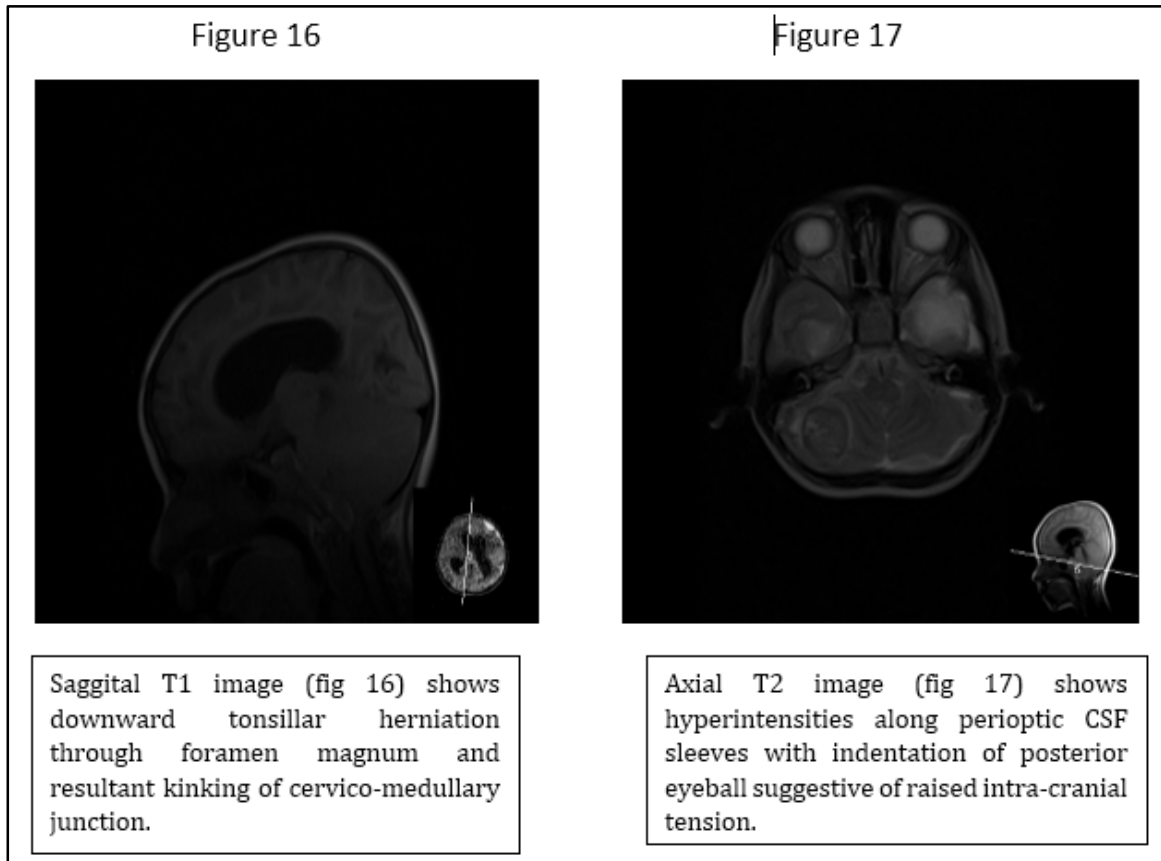 Figure 16
Figure 17
Saggital T1 image (fig 16) shows
downward tonsillar herniation
through foramen magnum and
resultant kinking of cervico-medullary
junction.
Axial T2 image (fig 17) shows
hyperintensities along perioptic CSF
sleeves with indentation of posterior
eyeball suggestive of raised intra-cranial
tension.